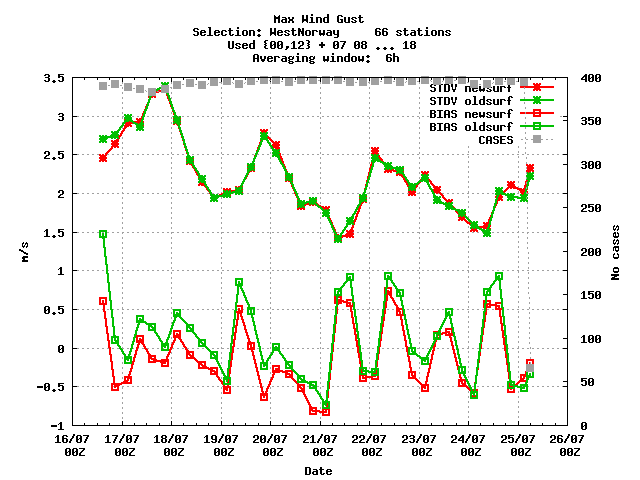 Max Wind Gust
Selection: WestNorway 66 stations
Used {00,12} + 07 08 ... 18
Averaging window: 6h
3.5
3
2.5
2
1.5
1
0.5
0
-0.5
-1
m/s
400
350
300
250
200
150
100
50
0
No cases
STDV newsurf
STDV oldsurf
BIAS newsurf
BIAS oldsurf
CASES
16/07 17/07 18/07 19/07 20/07 21/07 22/07 23/07 24/07 25/07 26/07
00Z 00Z 00Z 00Z 00Z 00Z 00Z 00Z 00Z 00Z 00Z
Date